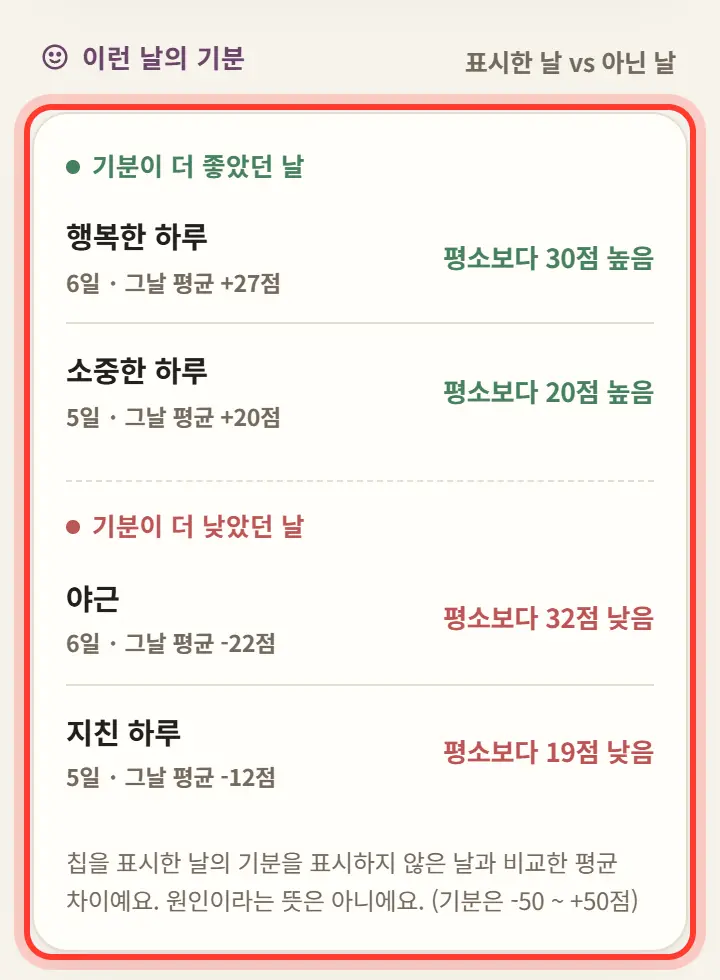 이런 날의 기분
표시한 날 vs 아닌 날
기분이 더 좋았던 날
행복한 하루
6일 · 그날 평균 +27점
평소보다 30점 높음
소중한 하루
5일 · 그날 평균 +20점
평소보다 20점 높음
기분이 더 낮았던 날
야근
6일 · 그날 평균 -22점
평소보다 32점 낮음
지친 하루
5일 · 그날 평균 -12점
평소보다 19점 낮음
칩을 표시한 날의 기분을 표시하지 않은 날과 비교한 평균
차이예요. 원인이라는 뜻은 아니에요. (기분은 -50 ~ +50점)